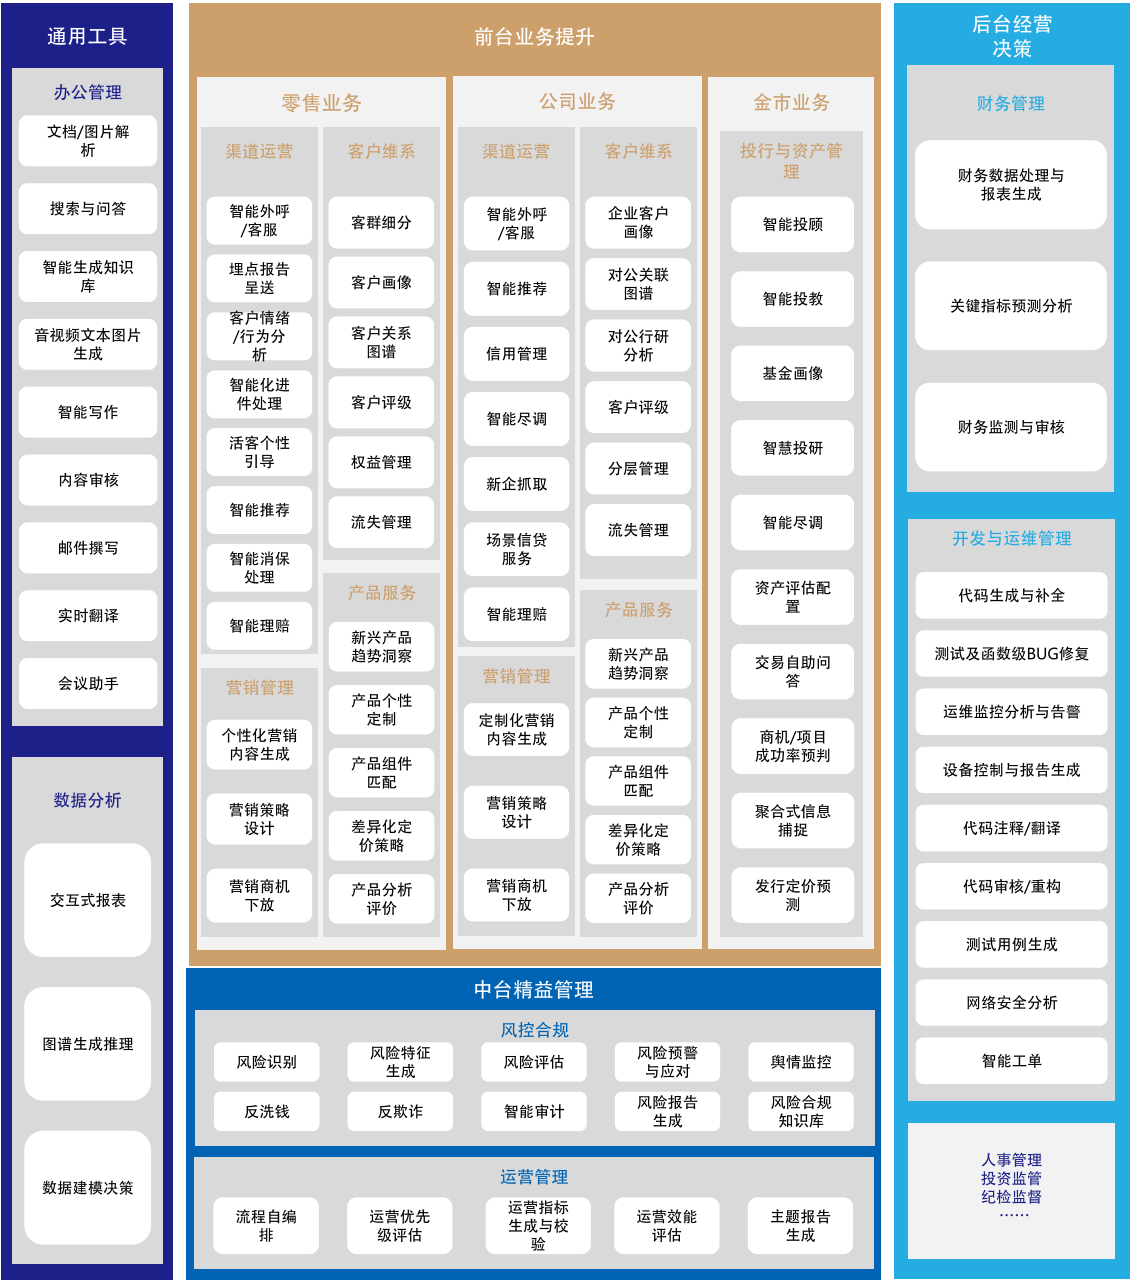 通用工具
办公管理
文档/图片解
析
搜索与问答
智能生成知识
库
音视频文本图片
生成
智能写作
内容审核
邮件撰写
实时翻译
会议助手
数据分析
交互式报表
图谱生成推理
数据建模决策
前台业务提升
零售业务
渠道运营
智能外呼
/客服
埋点报告
呈送
客户情绪
/行为分
析
智能化进
件处理
活客个性
引导
智能推荐
智能消保
处理
智能理赔
营销管理
个性化营销
内容生成
营销策略
设计
营销商机
下放
客户维系
客群细分
客户画像
客户关系
图谱
客户评级
权益管理
流失管理
产品服务
新兴产品
趋势洞察
产品个性
定制
产品组件
匹配
差异化定
价策略
产品分析
评价
公司业务
渠道运营
智能外呼
/客服
智能推荐
信用管理
智能尽调
新企抓取
场景信贷
服务
智能理赔
营销管理
定制化营销
内容生成
营销策略
设计
营销商机
下放
客户维系
企业客户
画像
对公关联
图谱
对公行研
分析
客户评级
分层管理
流失管理
产品服务
新兴产品
趋势洞察
产品个性
定制
产品组件
匹配
差异化定
价策略
产品分析
评价
金市业务
投行与资产管
理
智能投顾
智能投教
基金画像
智慧投研
智能尽调
资产评估配
置
交易自助问
答
商机/项目
成功率预判
聚合式信息
捕捉
发行定价预
测
中台精益管理
风控合规
风险识别
风险特征
生成
风险评估
风险预警
与应对
舆情监控
反洗钱
反欺诈
智能审计
风险报告
生成
风险合规
知识库
运营管理
流程自编
排
运营优先
级评估
运营指标
生成与校
验
运营效能
评估
主题报告
生成
后台经营
决策
财务管理
财务数据处理与
报表生成
关键指标预测分析
财务监测与审核
开发与运维管理
代码生成与补全
测试及函数级BUG修复
运维监控分析与告警
设备控制与报告生成
代码注释/翻译
代码审核/重构
测试用例生成
网络安全分析
智能工单
人事管理
投资监管
纪检监督
……